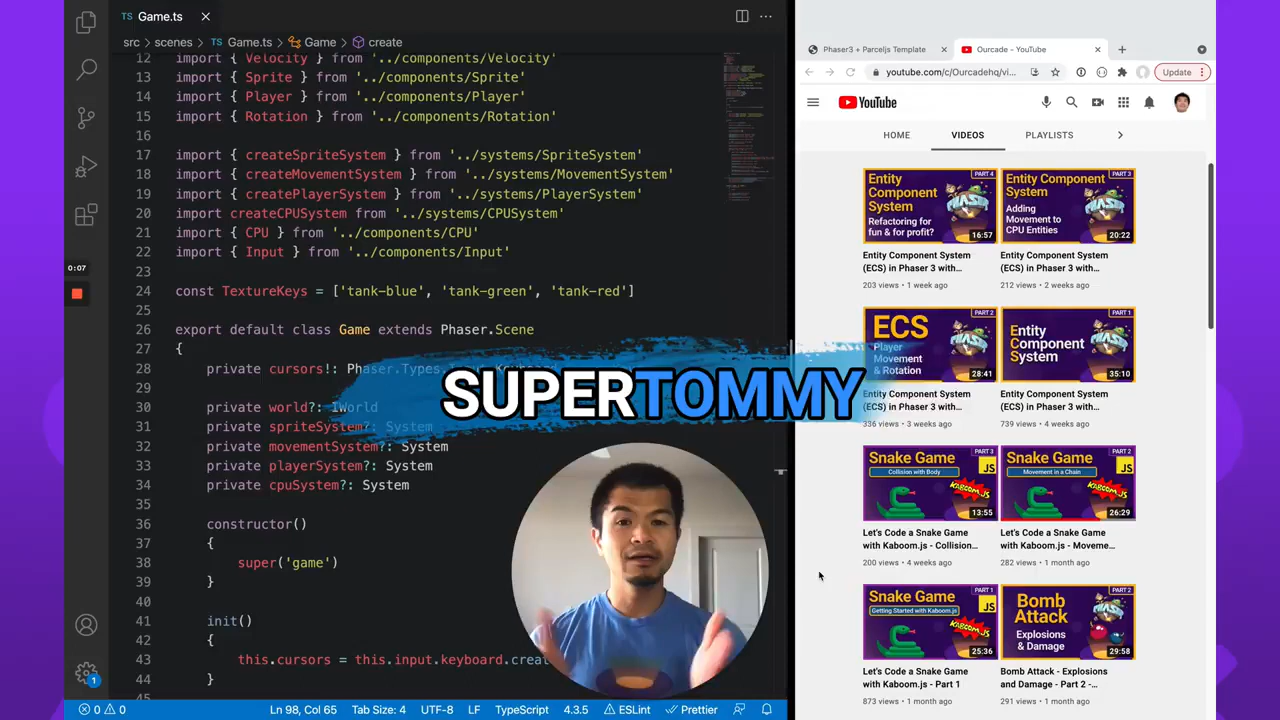 Game.ts
src > scenes > Game.ts > Game > create
12 import { Velocity } from '../components/Velocity'
13 import { Sprite } from '../components/Sprite'
14 import { Player } from '../components/Player'
15 import { Rotation } from '../components/Rotation'
16
17 import { createSpriteSystem } from '../systems/SpriteSystem'
18 import { createMovementSystem } from '../systems/MovementSystem'
19 import { createPlayerSystem } from '../systems/PlayerSystem'
20 import createCPUSystem from '../systems/CPUSystem'
21 import { CPU } from '../components/CPU'
22 import { Input } from '../components/Input'
23
24 const TextureKeys = ['tank-blue', 'tank-green', 'tank-red']
25
26 export default class Game extends Phaser.Scene
27 {
28 private cursors!: Phaser.Types.
29
30 private world?: IWorld
31 private spriteSystem?: System
32 private movementSystem?: System
33 private playerSystem?: System
34 private cpuSystem?: System
35
36 constructor()
37 {
38 super('game')
39 }
40
41 init()
42 {
43 this.cursors = this.input.keyboard.creat
44 }
45
0:07
1
0 0 Ln 98, Col 65 Tab Size: 4 UTF-8 LF TypeScript 4.3.5 ESLint Prettier
SUPERTOMMY
Phaser3 + Parceljs Template
Ourcade - YouTube
youtube.com/c/Ourcadehq/vi...
Update
YouTube
HOME VIDEOS PLAYLISTS
PART 4
Entity
Component
System
Refactoring for
fun & for profit?
PHASER
16:57
Entity Component System
(ECS) in Phaser 3 with...
203 views • 1 week ago
PART 3
Entity Component
System
Adding
Movement to
CPU Entities
PHASER
20:22
Entity Component System
(ECS) in Phaser 3 with...
212 views • 2 weeks ago
PART 2
ECS
Player
Movement
& Rotation
28:41
(ECS) in Phaser 3 with...
336 views • 3 weeks ago
PART 1
Entity
Component
System
PHASER
35:10
Entity Component System
(ECS) in Phaser 3 with...
739 views • 4 weeks ago
PART 3
Snake Game
Collision with Body
JS
KABOOM.JS
13:55
Let's Code a Snake Game
with Kaboom.js - Collision...
200 views • 4 weeks ago
PART 2
Snake Game
Movement in a Chain
JS
KABOOM.JS
26:29
Let's Code a Snake Game
with Kaboom.js - Moveme...
282 views • 1 month ago
PART 1
Snake Game
Getting Started with Kaboom.js
JS
KABOOM.JS
25:36
Let's Code a Snake Game
with Kaboom.js - Part 1
873 views • 1 month ago
PART 2
Bomb
Attack
Explosions
& Damage
PHASER
29:58
Bomb Attack - Explosions
and Damage - Part 2 -...
291 views • 1 month ago